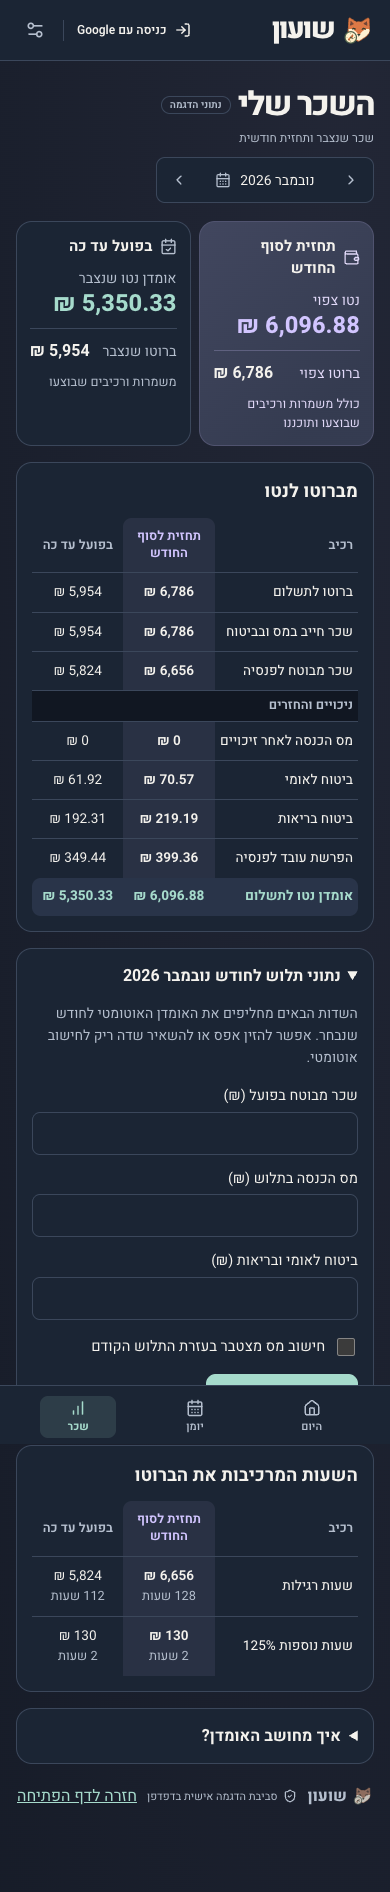 שועון
כניסה עם Google
השכר שלי
נתוני הדגמה
שכר שנצבר ותחזית חודשית
נובמבר 2026
תחזית לסוף
החודש
נטו צפוי
6,096.88 ₪
ברוטו צפוי 6,786 ₪
כולל משמרות ורכיבים
שבוצעו ותוכננו
בפועל עד כה
אומדן נטו שנצבר
5,350.33 ₪
ברוטו שנצבר 5,954 ₪
משמרות ורכיבים שבוצעו
מברוטו לנטו
רכיב תחזית לסוף החודש בפועל עד כה
ברוטו לתשלום 6,786 ₪ 5,954 ₪
שכר חייב במס ובביטוח 6,786 ₪ 5,954 ₪
שכר מבוטח לפנסיה 6,656 ₪ 5,824 ₪
ניכויים והחזרים
מס הכנסה לאחר זיכויים 0 ₪ 0 ₪
ביטוח לאומי 70.57 ₪ 61.92 ₪
ביטוח בריאות 219.19 ₪ 192.31 ₪
הפרשת עובד לפנסיה 399.36 ₪ 349.44 ₪
אומדן נטו לתשלום 6,096.88 ₪ 5,350.33 ₪
נתוני תלוש לחודש נובמבר 2026
השדות הבאים מחליפים את האומדן האוטומטי לחודש
שנבחר. אפשר להזין אפס או להשאיר שדה ריק לחישוב
אוטומטי.
שכר מבוטח בפועל (₪)
מס הכנסה בתלוש (₪)
ביטוח לאומי ובריאות (₪)
חישוב מס מצטבר בעזרת התלוש הקודם
היום
יומן
שכר
השעות המרכיבות את הברוטו
רכיב תחזית לסוף החודש בפועל עד כה
שעות רגילות 6,656 ₪ 5,824 ₪
128 שעות 112 שעות
שעות נוספות 125% 130 ₪ 130 ₪
2 שעות 2 שעות
איך מחושב האומדן?
שועון
סביבת הדגמה אישית בדפדפן
חזרה לדף הפתיחה